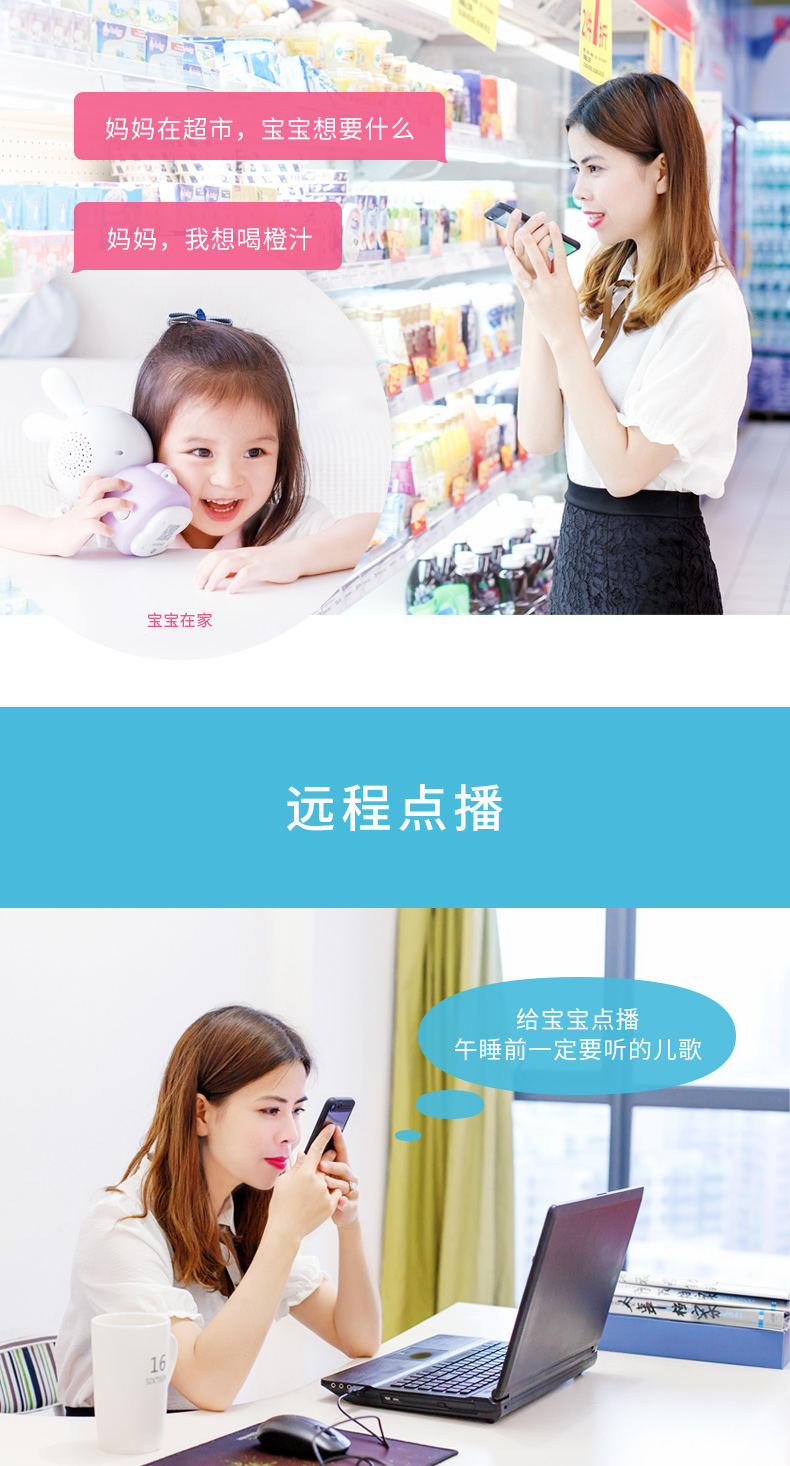 妈妈在超市，宝宝想要什么
妈妈，我想喝橙汁
宝宝在家
远程点播
给宝宝点播
午睡前一定要听的儿歌
16